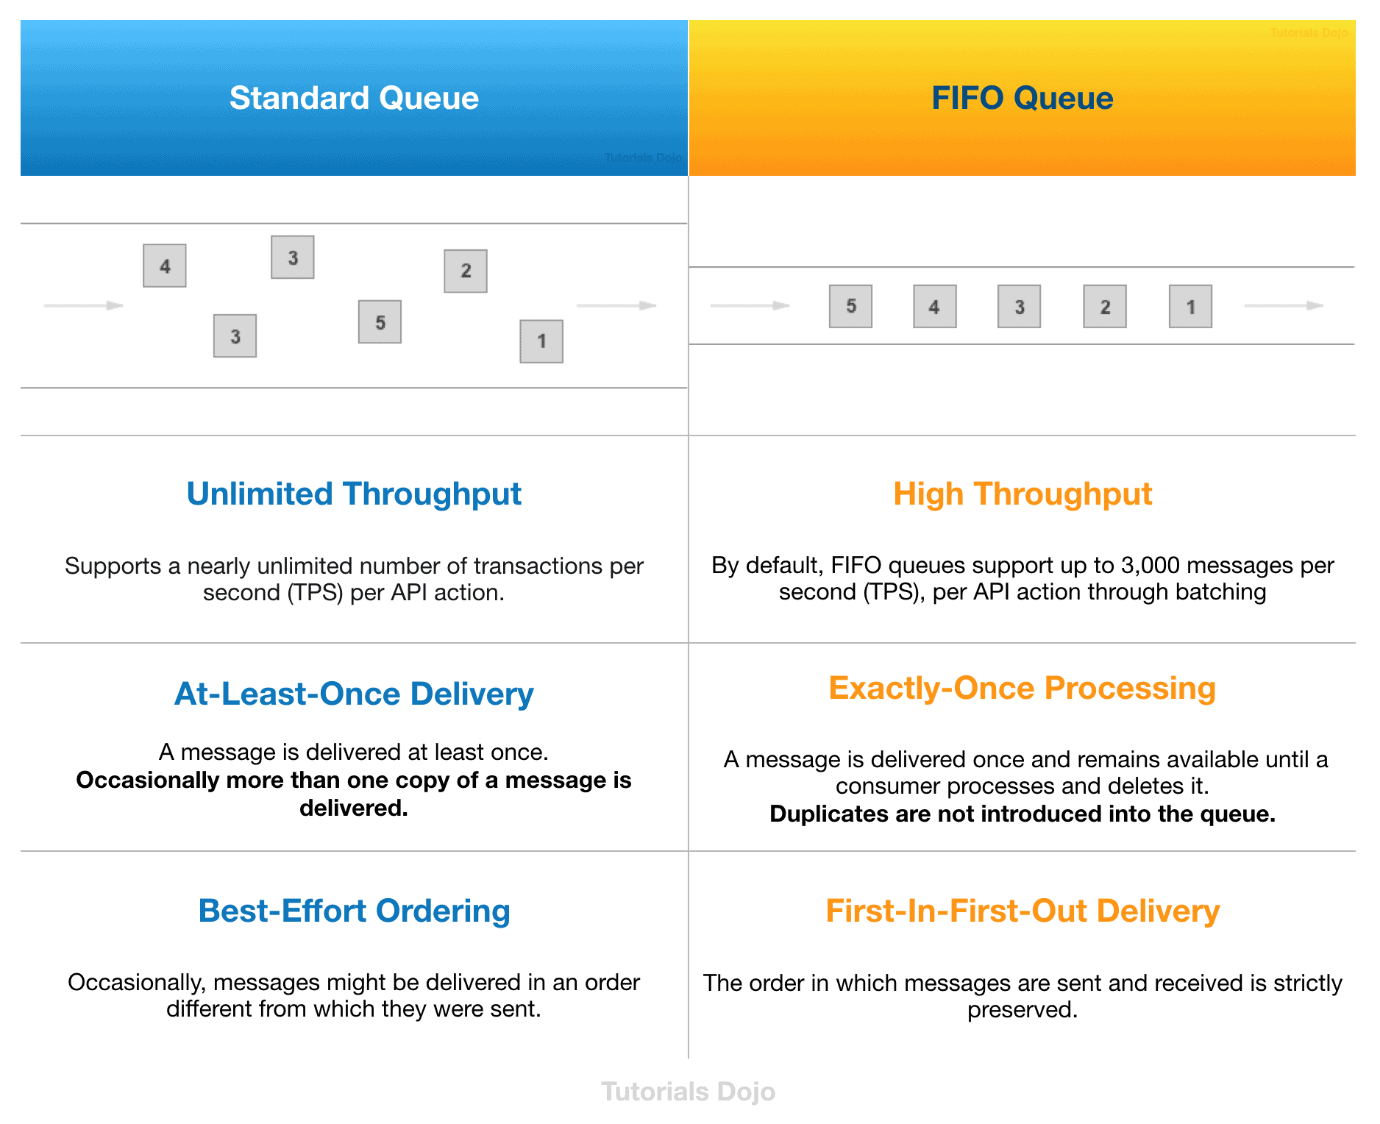 Tutorials Dojo
Standard Queue
FIFO Queue
Tutorials Dojo
4
3
2
3
5
1
5 4 3 2 1
Unlimited Throughput
Supports a nearly unlimited number of transactions per
second (TPS) per API action.
High Throughput
By default, FIFO queues support up to 3,000 messages per
second (TPS), per API action through batching
At-Least-Once Delivery
A message is delivered at least once.
Occasionally more than one copy of a message is
delivered.
Exactly-Once Processing
A message is delivered once and remains available until a
consumer processes and deletes it.
Duplicates are not introduced into the queue.
Best-Effort Ordering
Occasionally, messages might be delivered in an order
different from which they were sent.
First-In-First-Out Delivery
The order in which messages are sent and received is strictly
preserved.
Tutorials Dojo